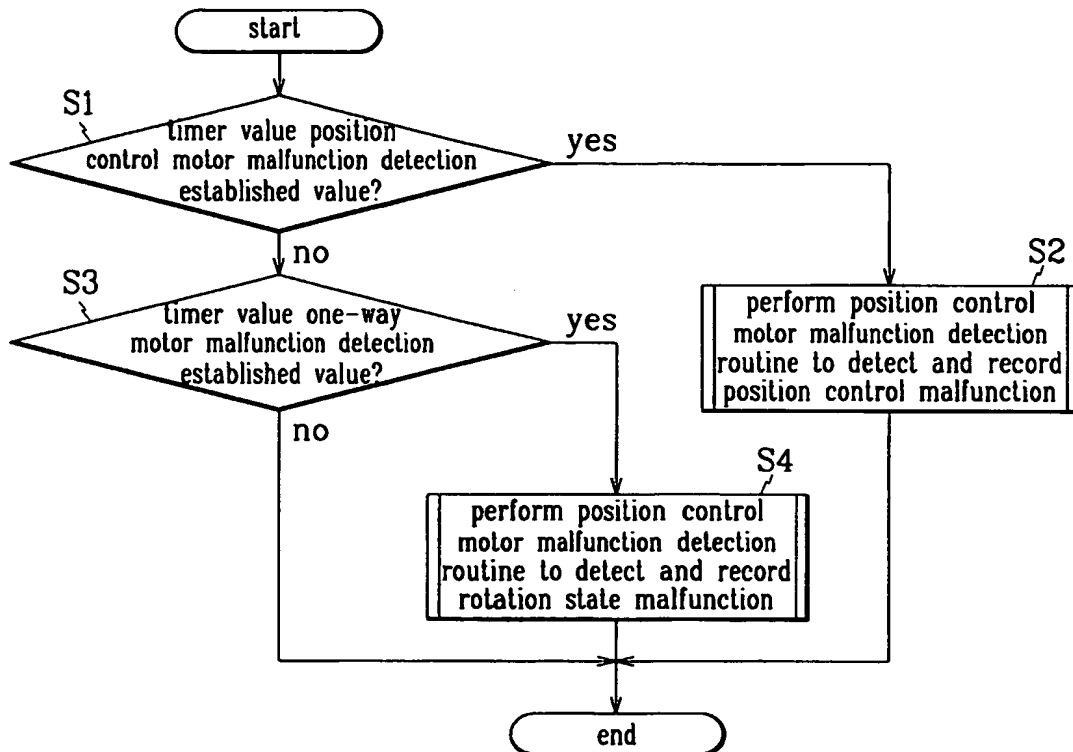 start
S1
timer value position
control motor malfunction detection
established value?
yes
no
S2
perform position control
motor malfunction detection
routine to detect and record
position control malfunction
S3
timer value one-way
motor malfunction detection
established value?
yes
no
S4
perform position control
motor malfunction detection
routine to detect and record
rotation state malfunction
end